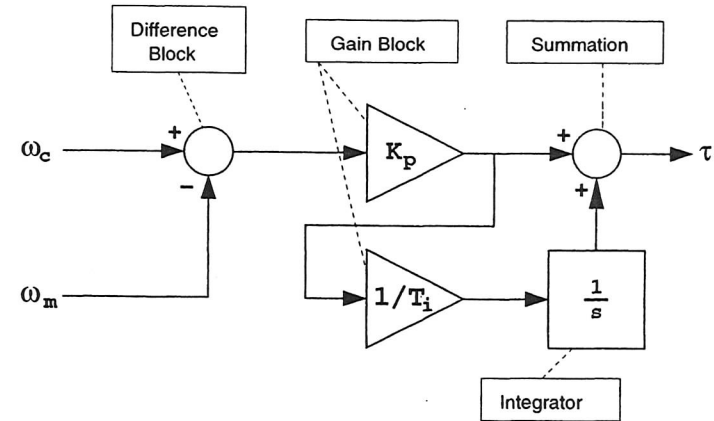 Difference
Block
Gain Block
Summation
ω_c
+
-
K_p
+
+
τ
ω_m
1/T_i
1
s
Integrator